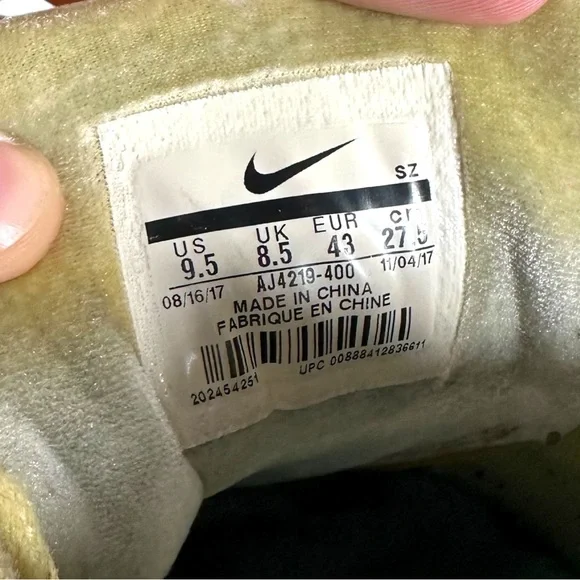 SZ
US UK EUR CM
9.5 8.5 43 27.5
08/16/17 AJ4219-400 11/04/17
MADE IN CHINA
FABRIQUE EN CHINE
202454251 UPC 00888412836611